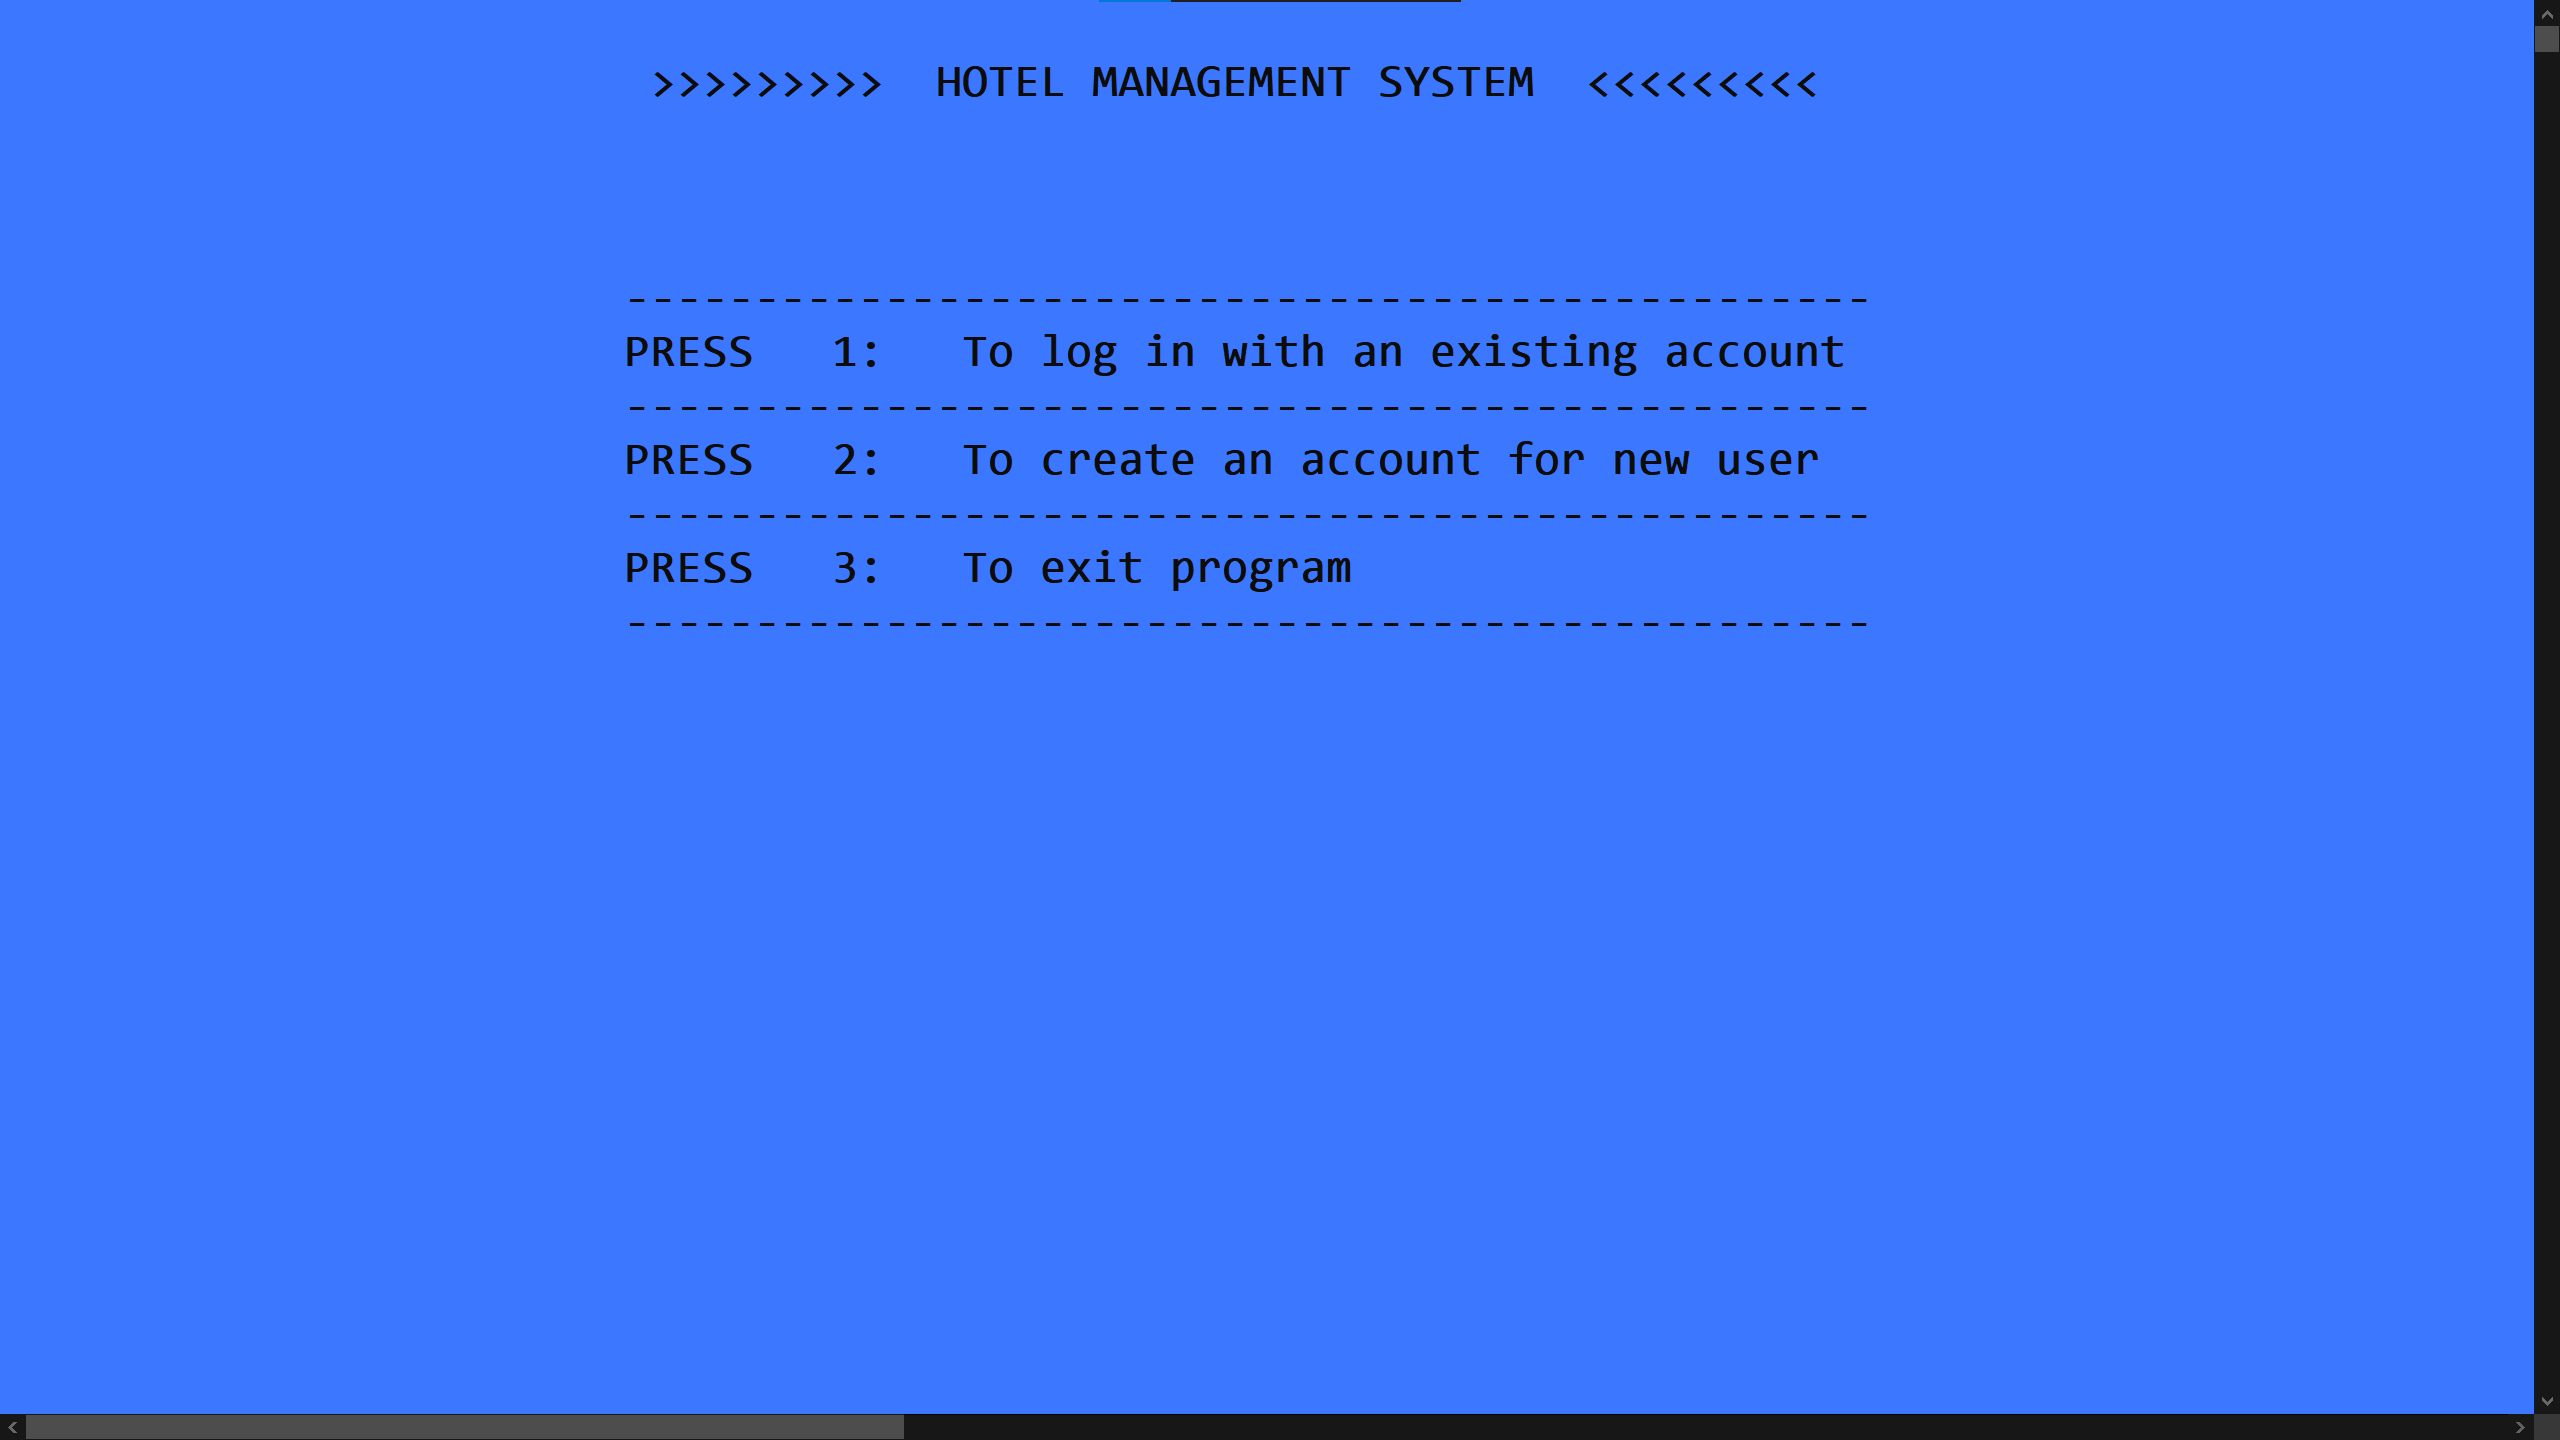 >>>>>>>>>  HOTEL MANAGEMENT SYSTEM  <<<<<<<<<
------------------------------------------------
PRESS   1:   To log in with an existing account
------------------------------------------------
PRESS   2:   To create an account for new user
------------------------------------------------
PRESS   3:   To exit program
------------------------------------------------